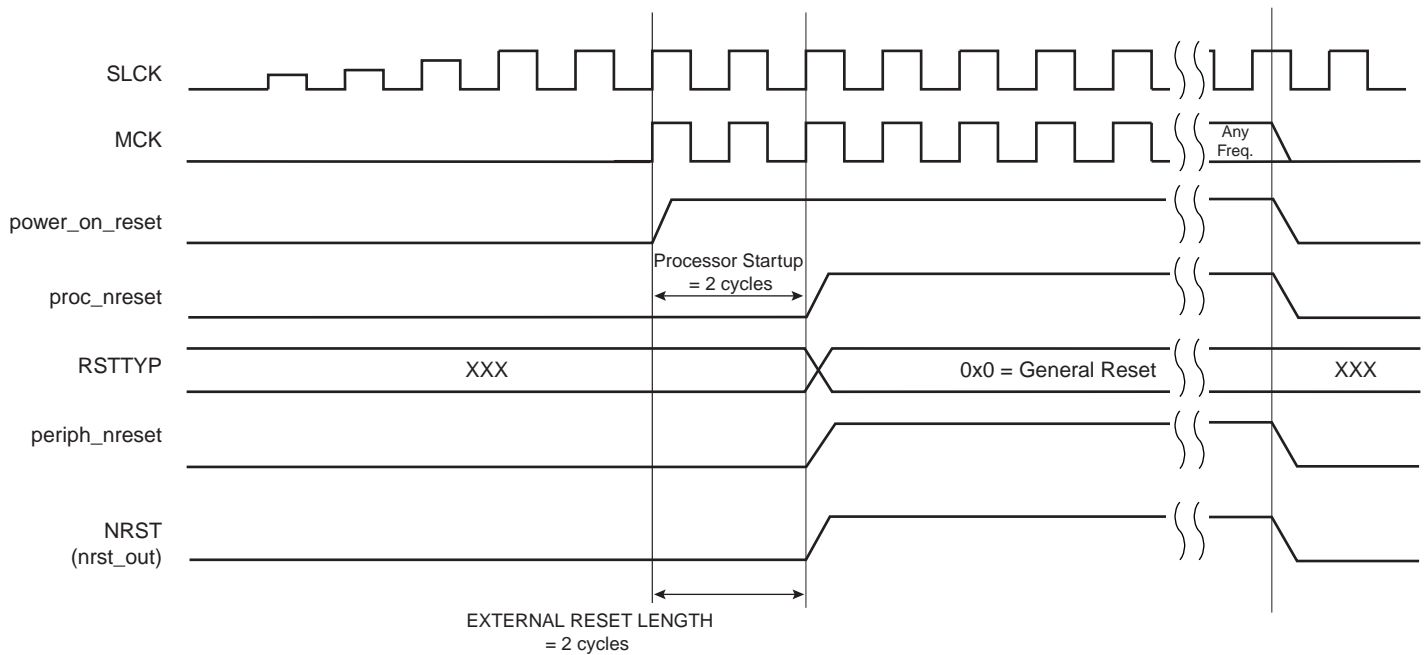 SLCK
MCK
Any
Freq.
power_on_reset
Processor Startup
= 2 cycles
proc_nreset
RSTTYP
XXX
0x0 = General Reset
XXX
periph_nreset
NRST
(nrst_out)
EXTERNAL RESET LENGTH
= 2 cycles